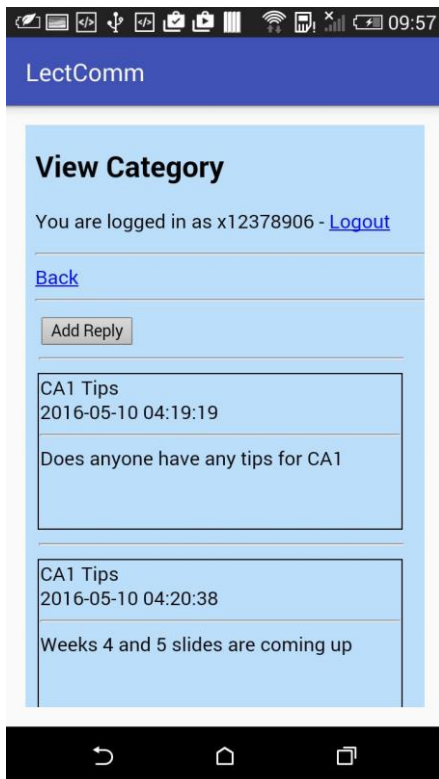 09:57
LectComm
View Category
You are logged in as x12378906 - Logout
Back
Add Reply
CA1 Tips
2016-05-10 04:19:19
Does anyone have any tips for CA1
CA1 Tips
2016-05-10 04:20:38
Weeks 4 and 5 slides are coming up